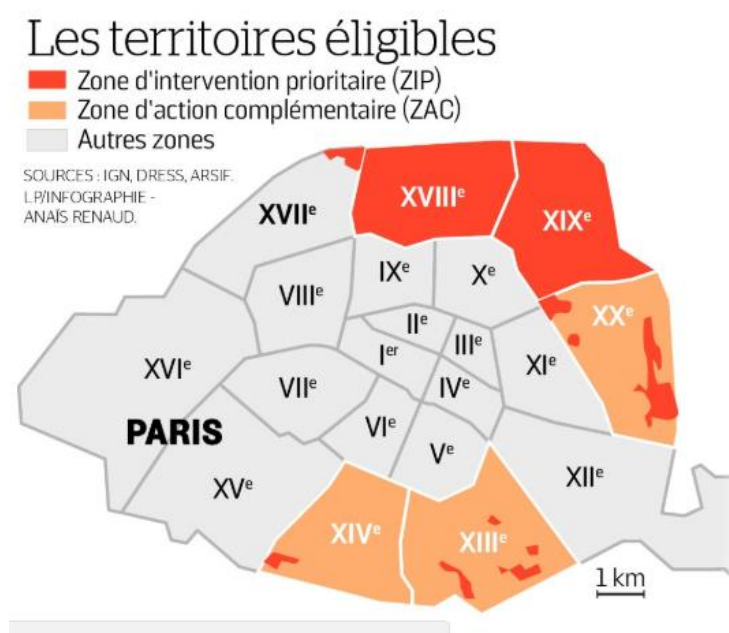 Les territoires éligibles
Zone d'intervention prioritaire (ZIP)
Zone d'action complémentaire (ZAC)
Autres zones
SOURCES : IGN, DRESS, ARSIF.
LP/INFOGRAPHIE -
ANAÏS RENAUD.
XVIIe
XVIIIe
XIXe
VIIIe
IXe
Xe
XXe
IIe
Ier
IIIe
XIe
XVIe
VIIe
IVe
PARIS
VIe
Ve
XVe
XIIe
XIVe
XIIIe
1 km